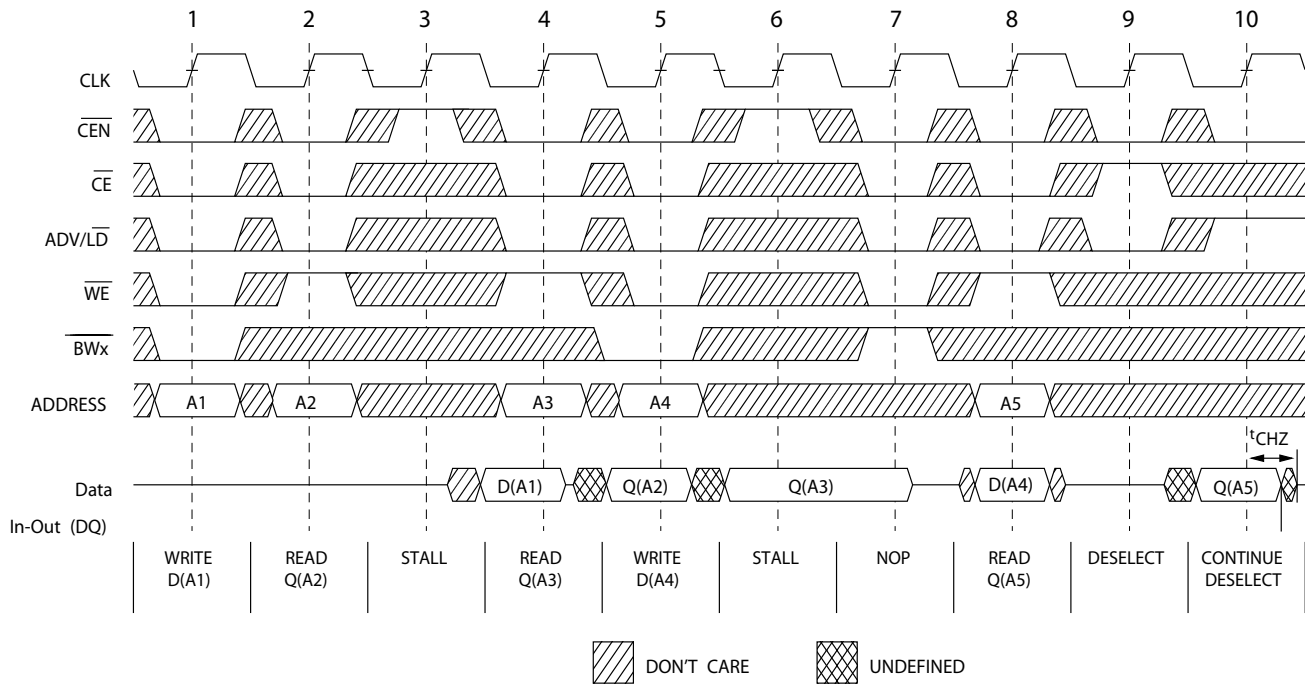 1 2 3 4 5 6 7 8 9 10
CLK
CEN
CE
ADV/LD
WE
BWx
ADDRESS A1 A2 A3 A4 A5
tCHZ
Data D(A1) Q(A2) Q(A3) D(A4) Q(A5)
In-Out (DQ)
WRITE READ STALL READ WRITE STALL NOP READ DESELECT CONTINUE
D(A1) Q(A2) Q(A3) D(A4) Q(A5) DESELECT
DON'T CARE UNDEFINED